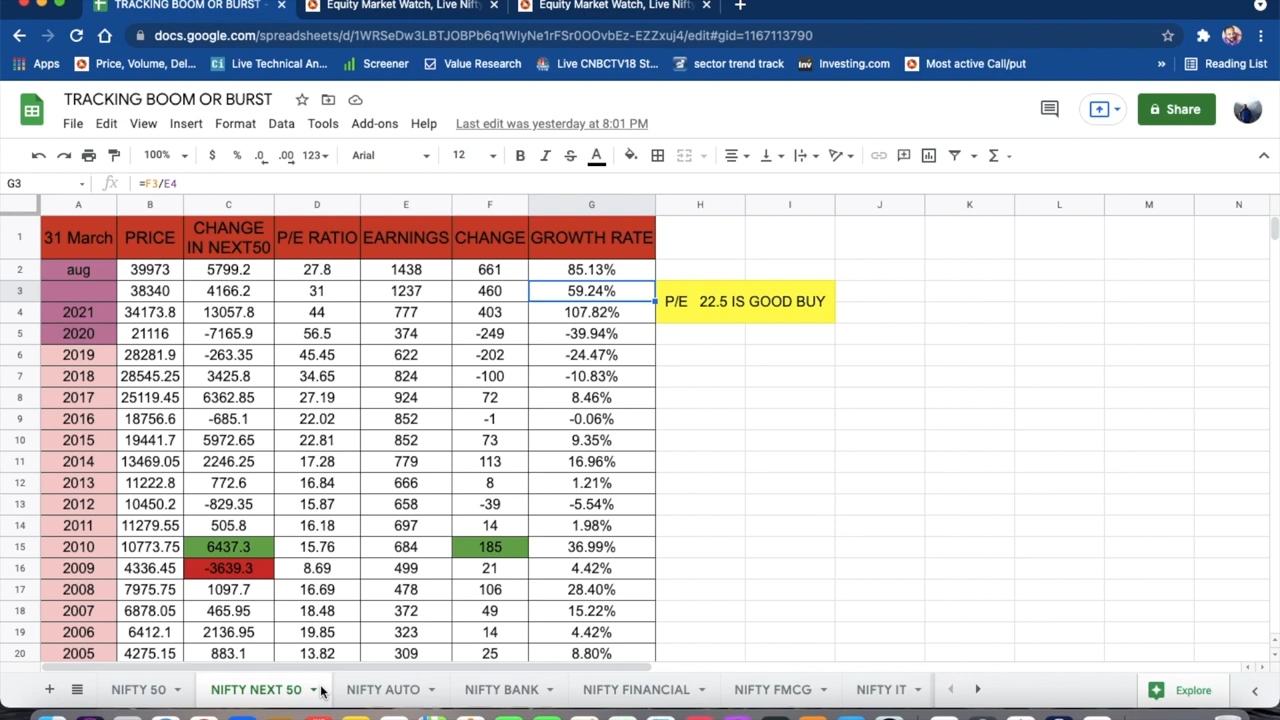 TRACKING BOOM OR BURST - 
Equity Market Watch, Live Nift
Equity Market Watch, Live Nift
docs.google.com/spreadsheets/d/1WRSeDw3LBTJOBPb6q1WIyNe1rFSr0OOvbEz-EZZxuj4/edit#gid=1167113790
Apps Price, Volume, Del... Live Technical An... Screener Value Research Live CNBCTV18 St... sector trend track Investing.com Most active Call/put » Reading List
TRACKING BOOM OR BURST
Share
File Edit View Insert Format Data Tools Add-ons Help Last edit was yesterday at 8:01 PM
100% $ % .0 .00 123 Arial 12 B I S A
G3 fx =F3/E4
A B C D E F G H I J K L M N
1 31 March PRICE CHANGE IN NEXT50 P/E RATIO EARNINGS CHANGE GROWTH RATE
2 aug 39973 5799.2 27.8 1438 661 85.13%
3 38340 4166.2 31 1237 460 59.24%
P/E 22.5 IS GOOD BUY
4 2021 34173.8 13057.8 44 777 403 107.82%
5 2020 21116 -7165.9 56.5 374 -249 -39.94%
6 2019 28281.9 -263.35 45.45 622 -202 -24.47%
7 2018 28545.25 3425.8 34.65 824 -100 -10.83%
8 2017 25119.45 6362.85 27.19 924 72 8.46%
9 2016 18756.6 -685.1 22.02 852 -1 -0.06%
10 2015 19441.7 5972.65 22.81 852 73 9.35%
11 2014 13469.05 2246.25 17.28 779 113 16.96%
12 2013 11222.8 772.6 16.84 666 8 1.21%
13 2012 10450.2 -829.35 15.87 658 -39 -5.54%
14 2011 11279.55 505.8 16.18 697 14 1.98%
15 2010 10773.75 6437.3 15.76 684 185 36.99%
16 2009 4336.45 -3639.3 8.69 499 21 4.42%
17 2008 7975.75 1097.7 16.69 478 106 28.40%
18 2007 6878.05 465.95 18.48 372 49 15.22%
19 2006 6412.1 2136.95 19.85 323 14 4.42%
20 2005 4275.15 883.1 13.82 309 25 8.80%
NIFTY 50 NIFTY NEXT 50 NIFTY AUTO NIFTY BANK NIFTY FINANCIAL NIFTY FMCG NIFTY IT Explore